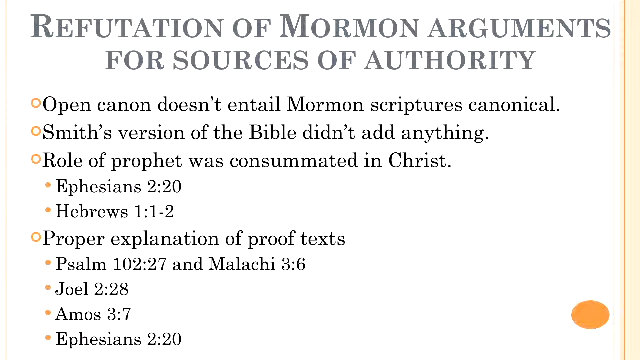 REFUTATION OF MORMON ARGUMENTS
FOR SOURCES OF AUTHORITY
Open canon doesn't entail Mormon scriptures canonical.
Smith's version of the Bible didn't add anything.
Role of prophet was consummated in Christ.
Ephesians 2:20
Hebrews 1:1-2
Proper explanation of proof texts
Psalm 102:27 and Malachi 3:6
Joel 2:28
Amos 3:7
Ephesians 2:20